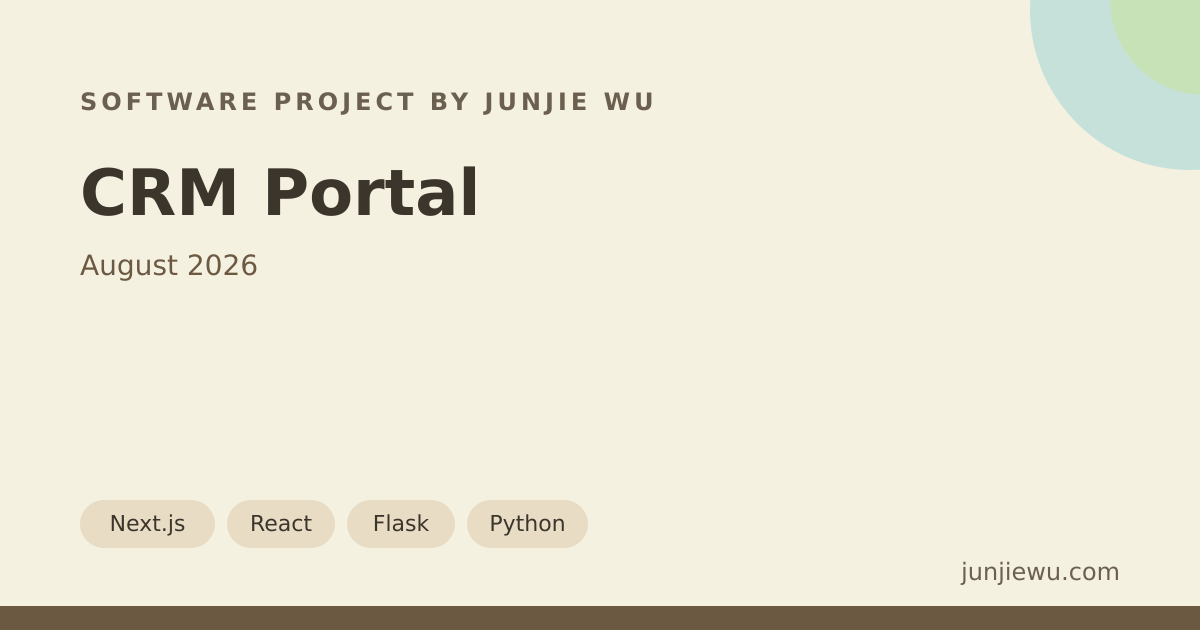 SOFTWARE PROJECT BY JUNJIE WU
CRM Portal
August 2026
Next.js React Flask Python
junjiewu.com